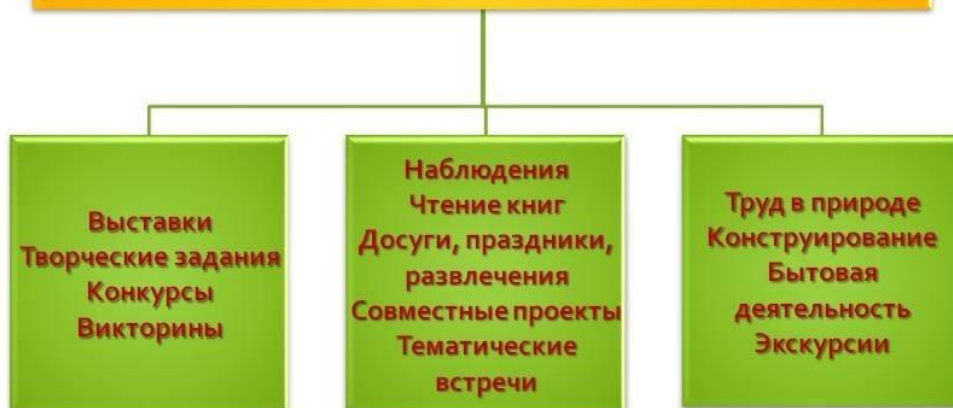 Выставки
Творческие задания
Конкурсы
Викторины
Наблюдения
Чтение книг
Досуги, праздники,
развлечения
Совместные проекты
Тематические
встречи
Труд в природе
Конструирование
Бытовая
деятельность
Экскурсии